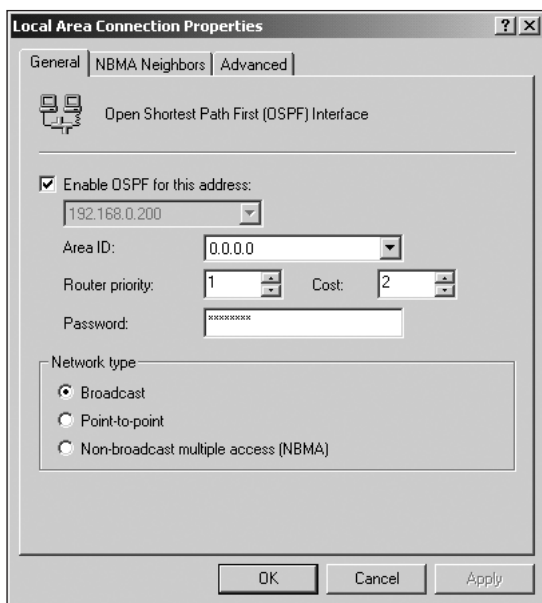 Local Area Connection Properties
General NBMA Neighbors Advanced
Open Shortest Path First (OSPF) Interface
Enable OSPF for this address:
192.168.0.200
Area ID: 0.0.0.0
Router priority: 1 Cost: 2
Password: ********
Network type
Broadcast
Point-to-point
Non-broadcast multiple access (NBMA)
OK Cancel Apply